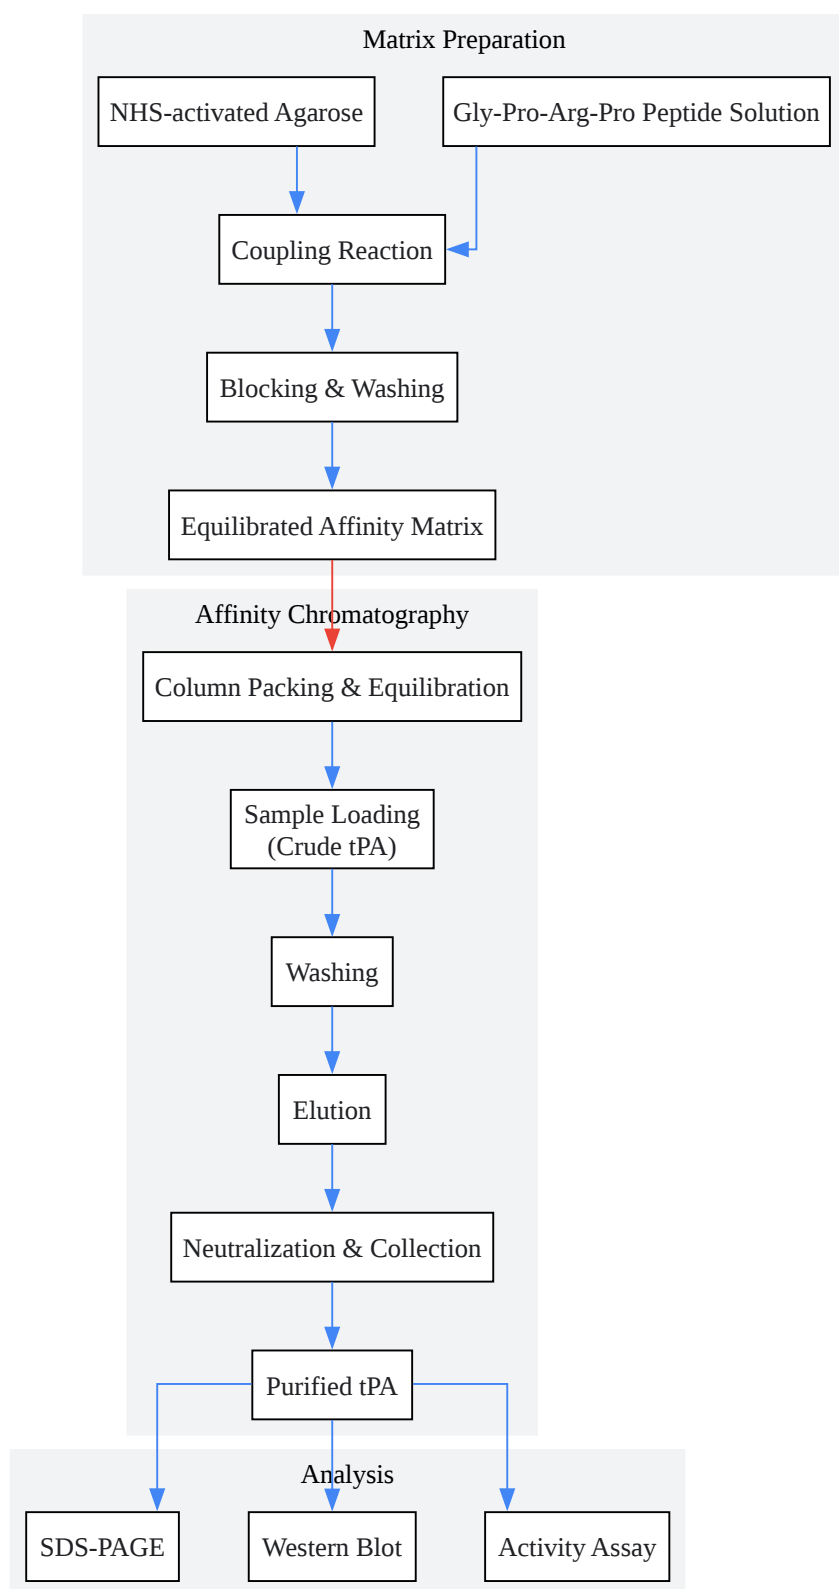 Matrix Preparation
NHS-activated Agarose
Gly-Pro-Arg-Pro Peptide Solution
Coupling Reaction
Blocking & Washing
Equilibrated Affinity Matrix
Affinity Chromatography
Column Packing & Equilibration
Sample Loading
(Crude tPA)
Washing
Elution
Neutralization & Collection
Purified tPA
Analysis
SDS-PAGE
Western Blot
Activity Assay